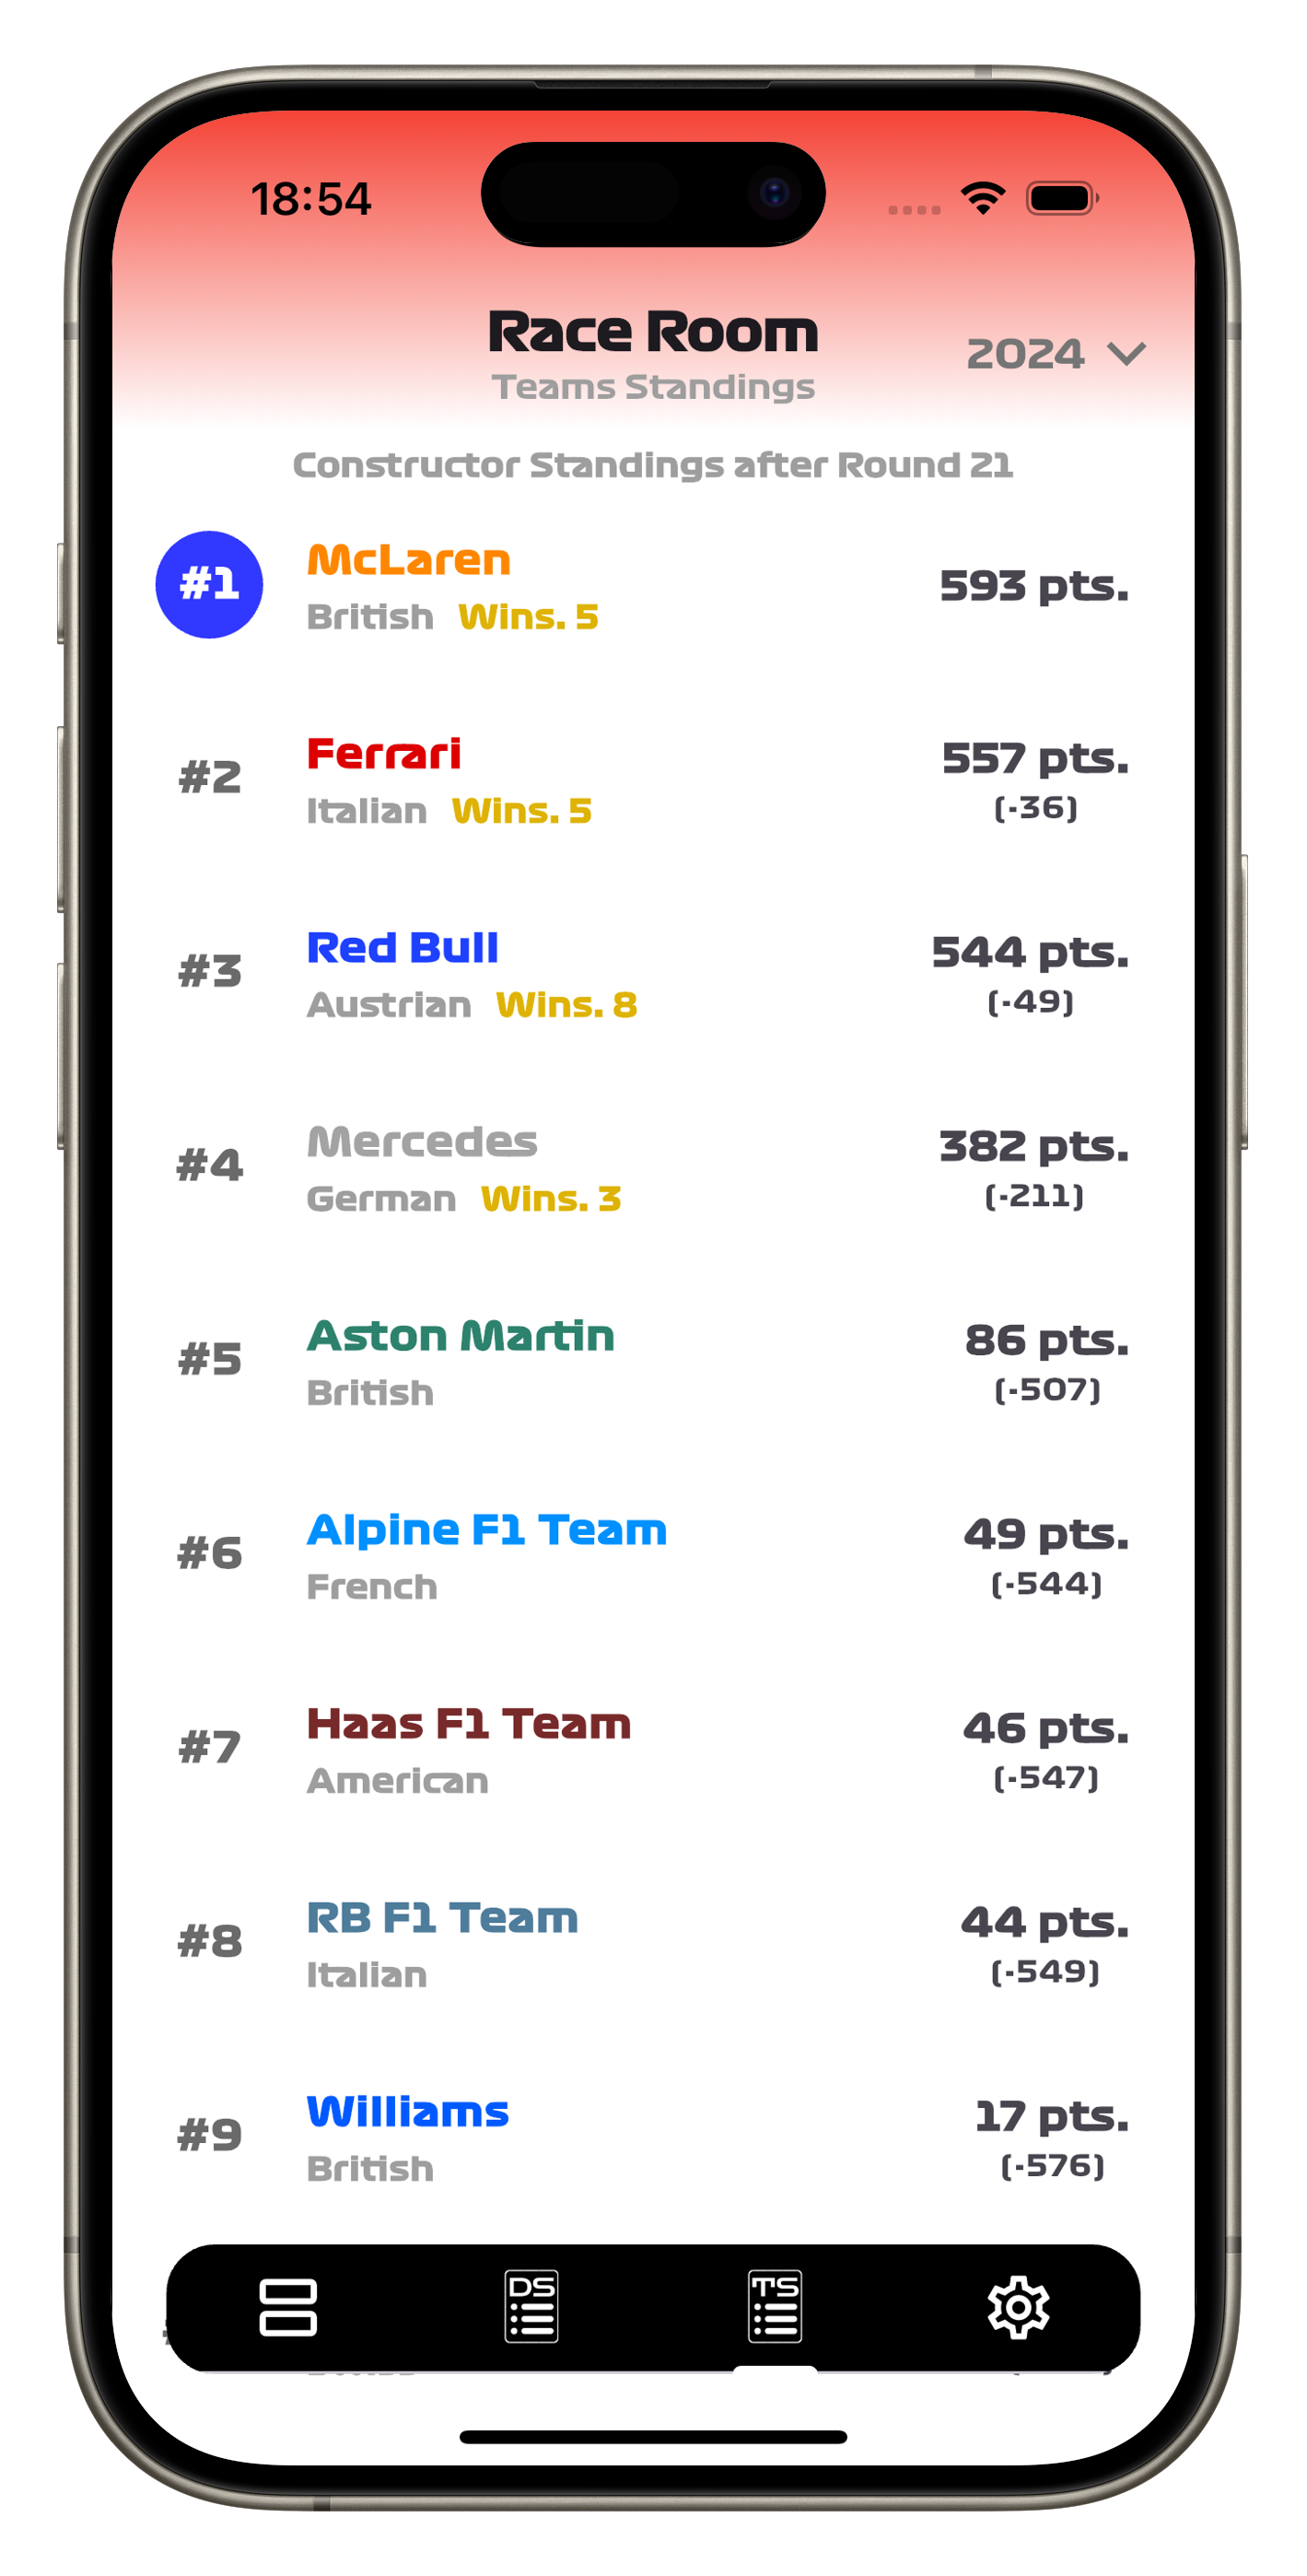 18:54
Race Room
Teams Standings
2024
Constructor Standings after Round 21
#1
McLaren
British Wins. 5
593 pts.
#2
Ferrari
Italian Wins. 5
557 pts.
(-36)
#3
Red Bull
Austrian Wins. 8
544 pts.
(-49)
#4
Mercedes
German Wins. 3
382 pts.
(-211)
#5
Aston Martin
British
86 pts.
(-507)
#6
Alpine F1 Team
French
49 pts.
(-544)
#7
Haas F1 Team
American
46 pts.
(-547)
#8
RB F1 Team
Italian
44 pts.
(-549)
#9
Williams
British
17 pts.
(-576)
DS
TS